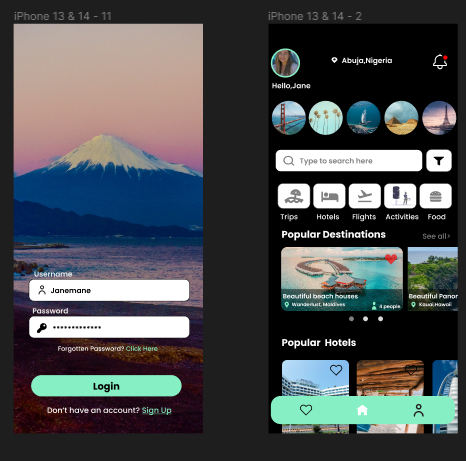 iPhone 13 & 14 - 11
Username
Janemane
Password
Forgotten Password? Click Here
Login
Don't have an account? Sign Up
iPhone 13 & 14 - 2
Abuja,Nigeria
Hello,Jane
Type to search here
Trips Hotels Flights Activities Food
Popular Destinations See all>
Beautiful beach houses
Wanderlust, Maldives
4 people
Beautiful Panor
Kauai,Hawaii
Popular Hotels